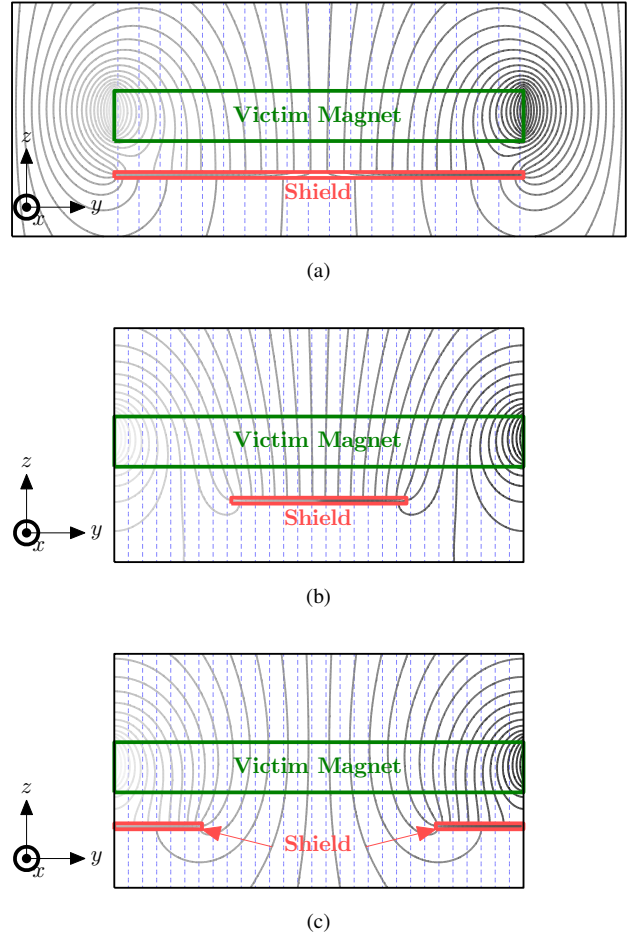 Victim Magnet
z
Shield
x
y
(a)
Victim Magnet
z
Shield
x
y
(b)
Victim Magnet
z
Shield
x
y
(c)